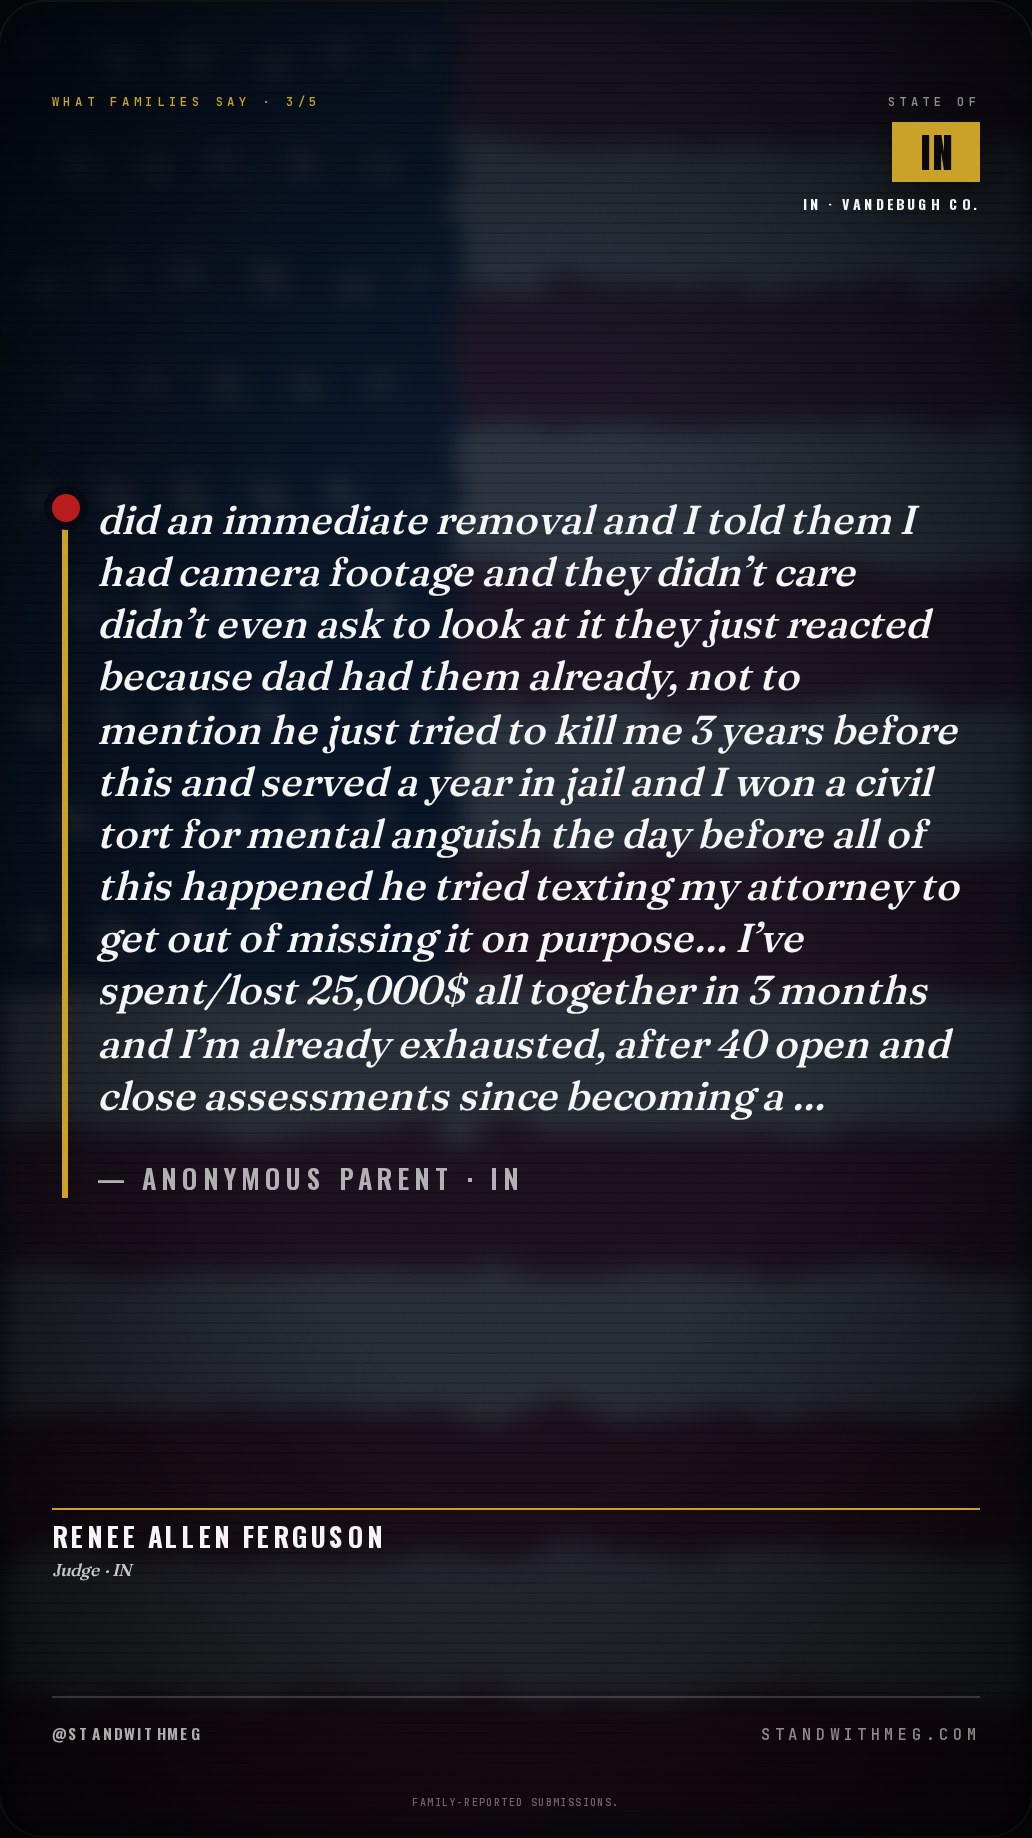 WHAT FAMILIES SAY · 3/5
STATE OF
IN
IN · VANDEBUGH CO.
did an immediate removal and I told them I
had camera footage and they didn’t care
didn’t even ask to look at it they just reacted
because dad had them already, not to
mention he just tried to kill me 3 years before
this and served a year in jail and I won a civil
tort for mental anguish the day before all of
this happened he tried texting my attorney to
get out of missing it on purpose... I’ve
spent/lost 25,000$ all together in 3 months
and I’m already exhausted, after 40 open and
close assessments since becoming a ...
— ANONYMOUS PARENT · IN
RENEE ALLEN FERGUSON
Judge · IN
@STANDWITHMEG
STANDWITHMEG.COM
FAMILY-REPORTED SUBMISSIONS.